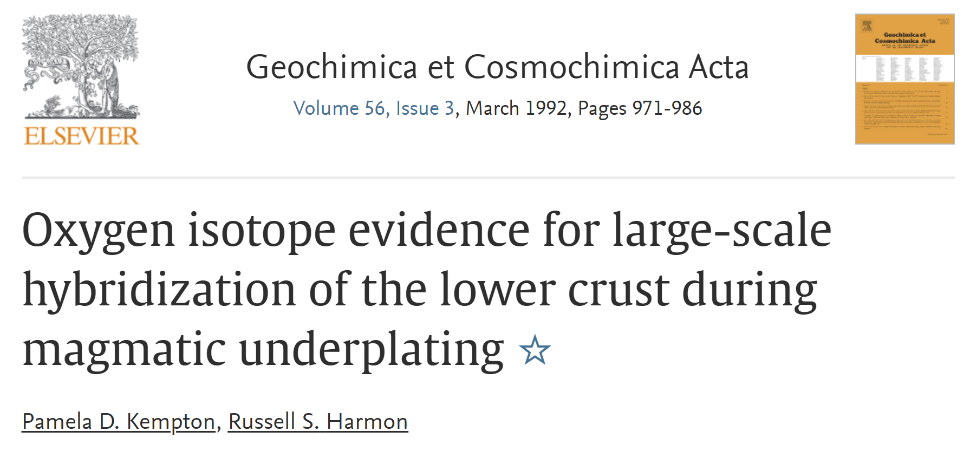 ELSEVIER
Geochimica et Cosmochimica Acta
Volume 56, Issue 3, March 1992, Pages 971-986
Geochimica et
Cosmochimica Acta
Oxygen isotope evidence for large-scale
hybridization of the lower crust during
magmatic underplating ☆
Pamela D. Kempton, Russell S. Harmon